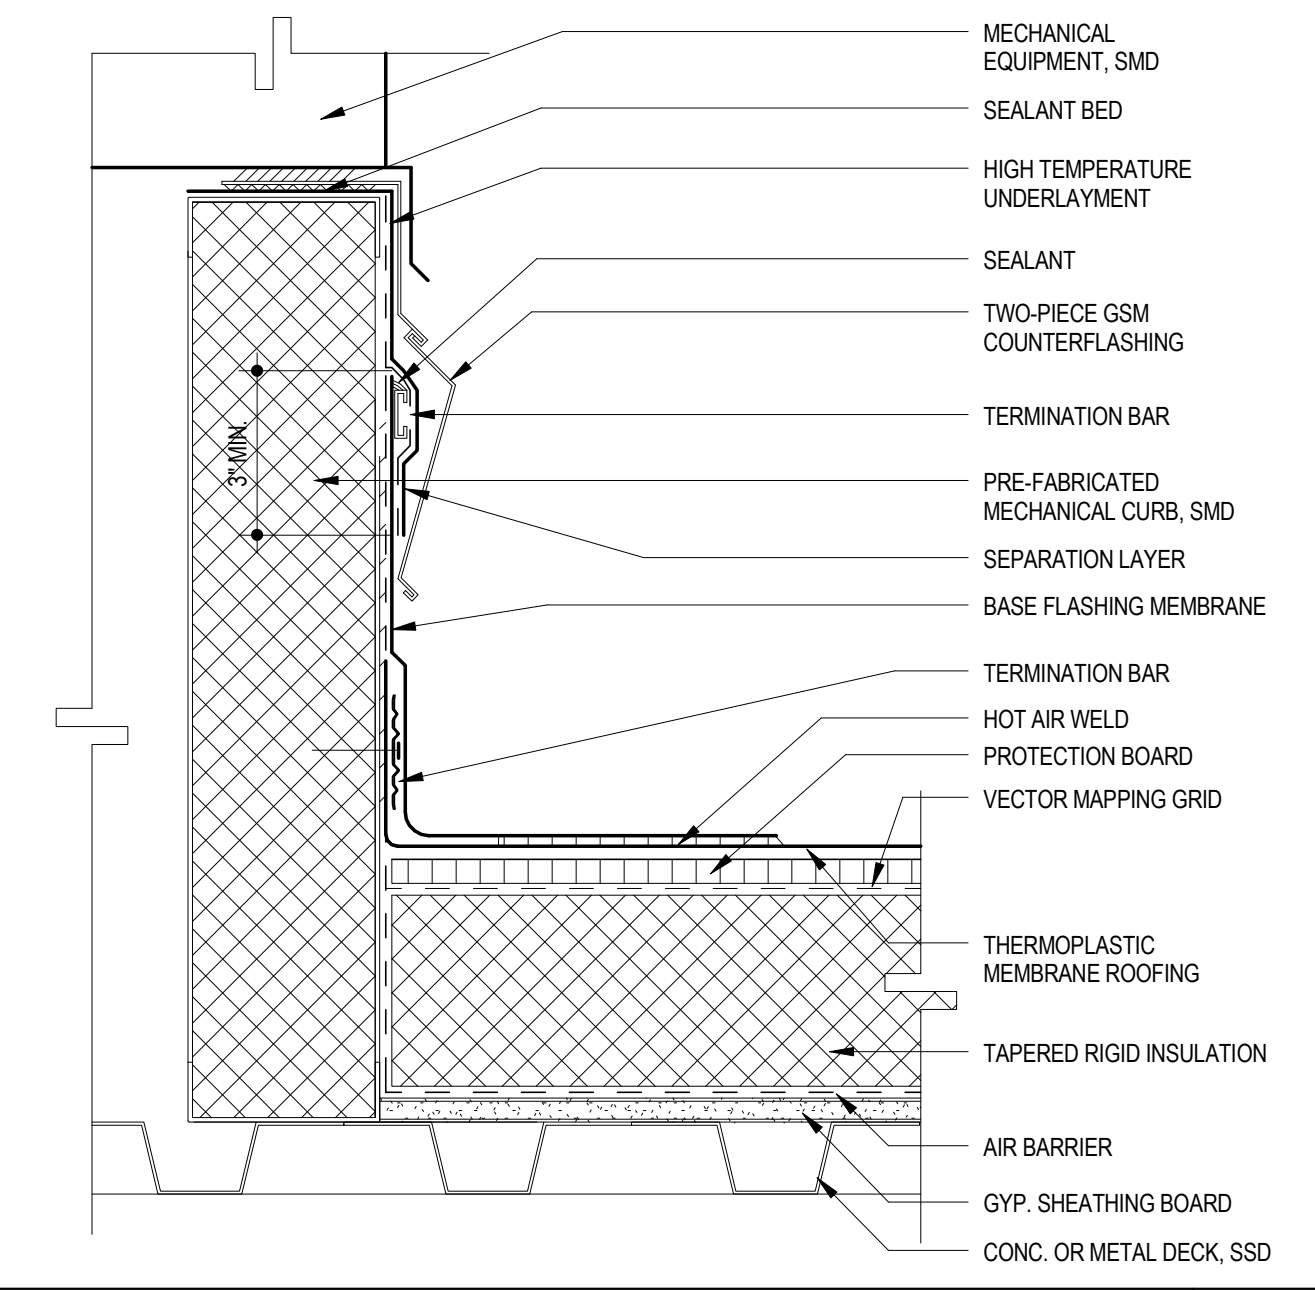 MECHANICAL
EQUIPMENT, SMD
SEALANT BED
HIGH TEMPERATURE
UNDERLAYMENT
SEALANT
TWO-PIECE GSM
COUNTERFLASHING
TERMINATION BAR
3" MIN.
PRE-FABRICATED
MECHANICAL CURB, SMD
SEPARATION LAYER
BASE FLASHING MEMBRANE
TERMINATION BAR
HOT AIR WELD
PROTECTION BOARD
VECTOR MAPPING GRID
THERMOPLASTIC
MEMBRANE ROOFING
TAPERED RIGID INSULATION
AIR BARRIER
GYP. SHEATHING BOARD
CONC. OR METAL DECK, SSD